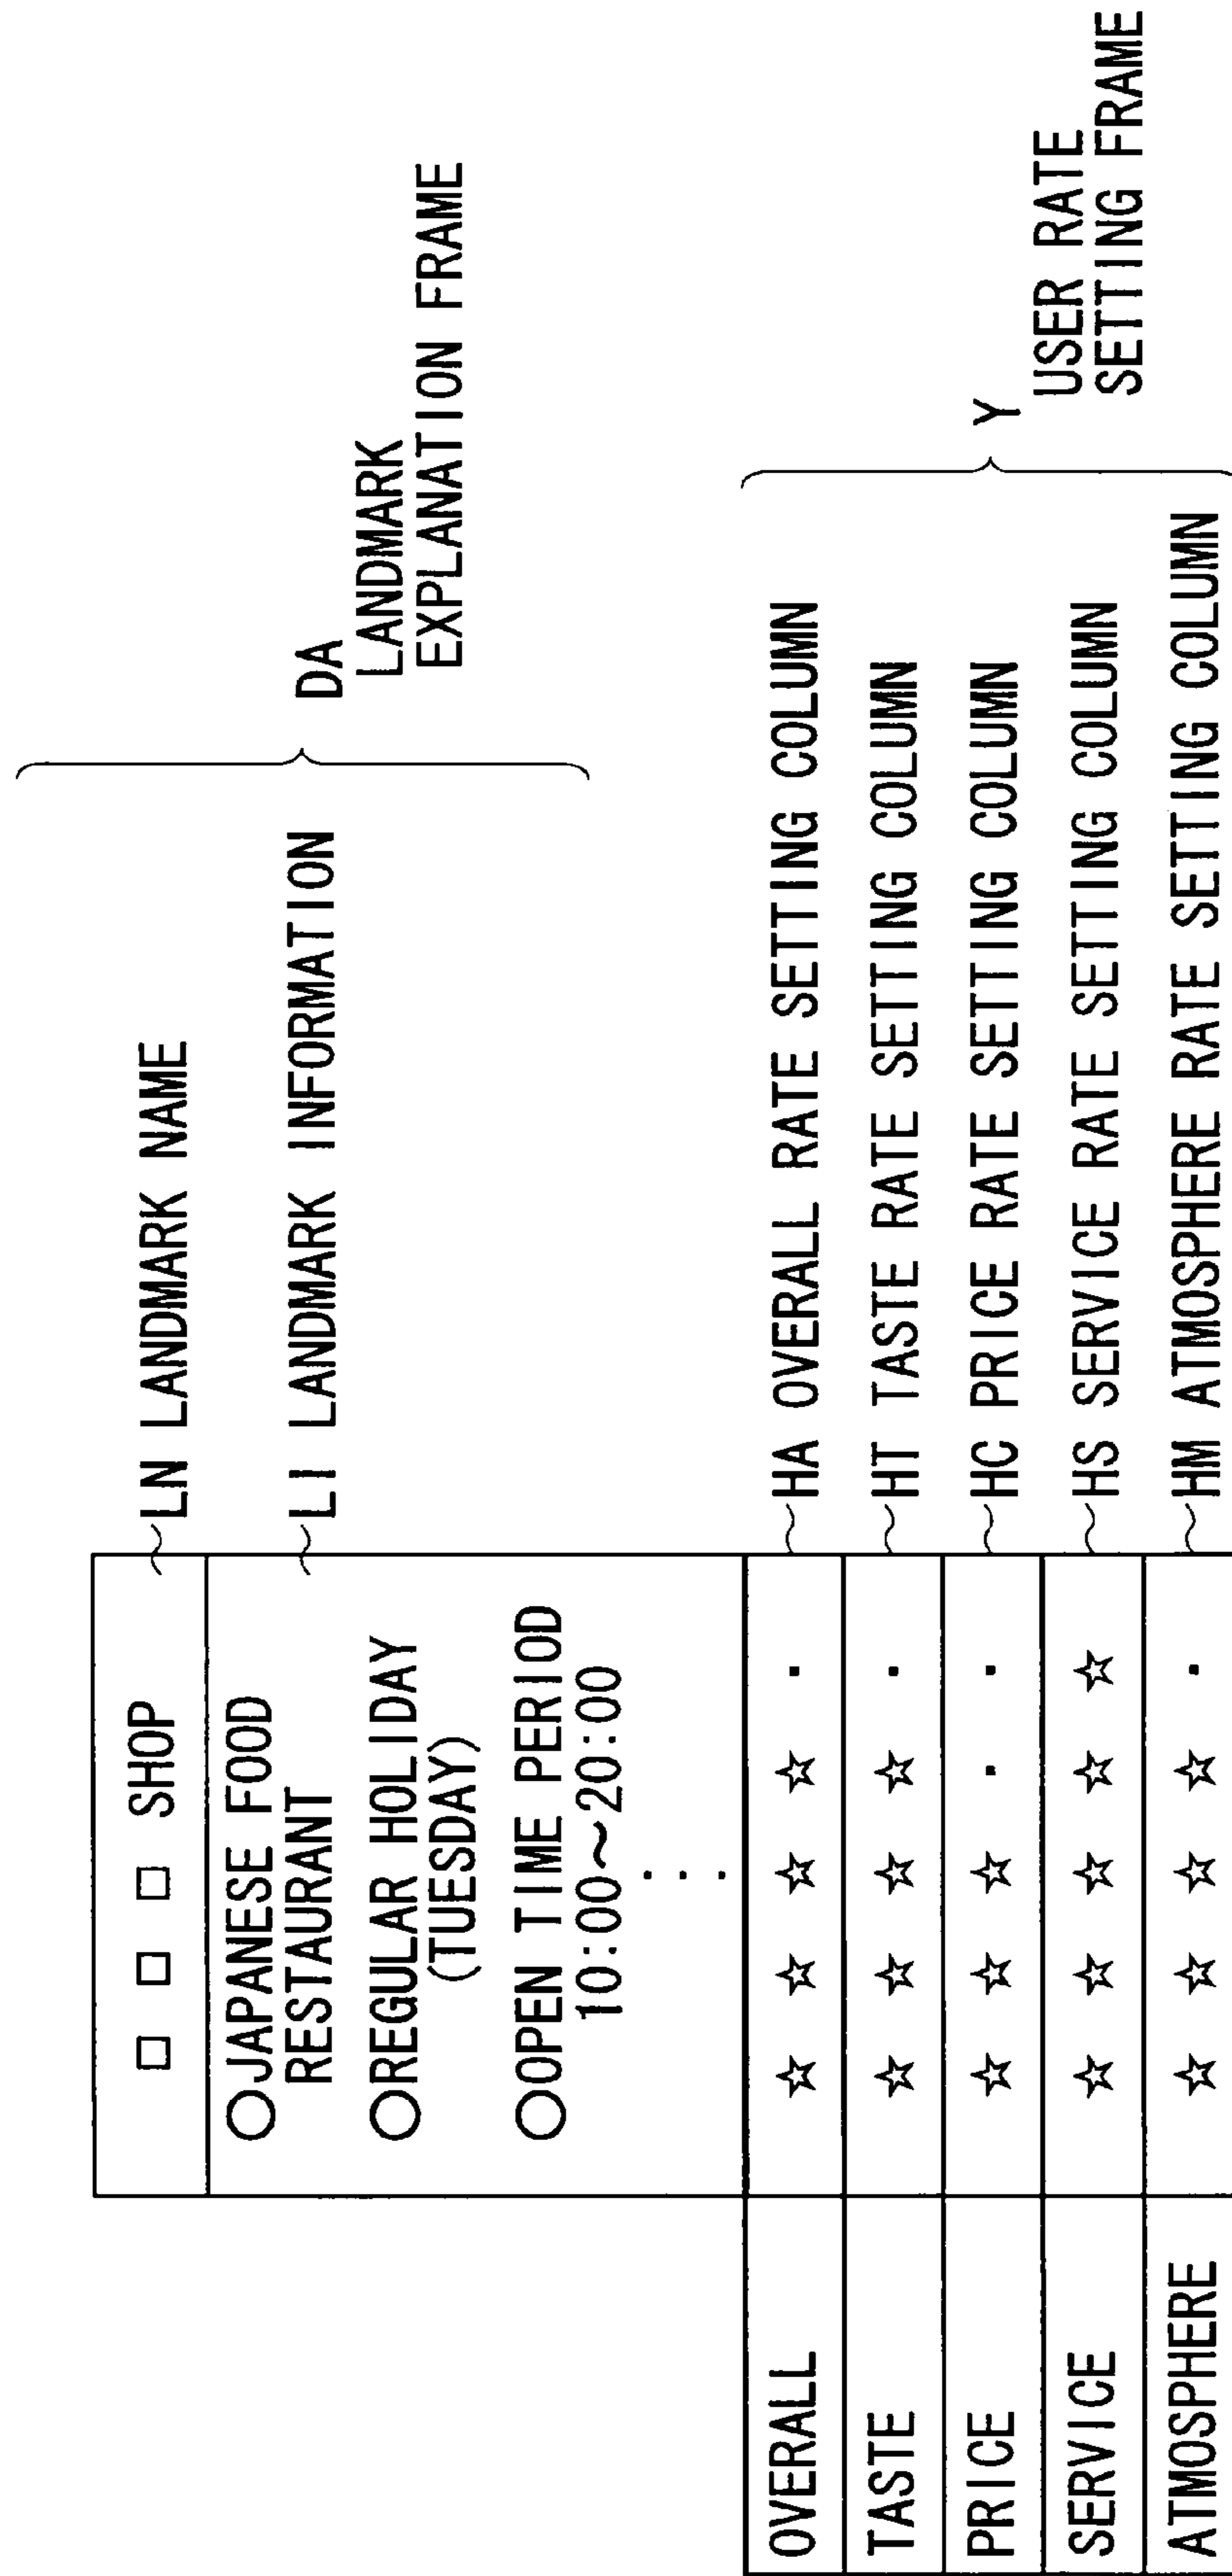 □ □ □ SHOP
LN LANDMARK NAME
○JAPANESE FOOD
RESTAURANT
○REGULAR HOLIDAY
(TUESDAY)
○OPEN TIME PERIOD
10:00~20:00
LI LANDMARK INFORMATION
DA
LANDMARK
EXPLANATION FRAME
OVERALL ☆ ☆ ☆ ☆ ・ HA OVERALL RATE SETTING COLUMN
TASTE ☆ ☆ ☆ ☆ ・ HT TASTE RATE SETTING COLUMN
PRICE ☆ ☆ ☆ ・ ・ HC PRICE RATE SETTING COLUMN
SERVICE ☆ ☆ ☆ ☆ ☆ HS SERVICE RATE SETTING COLUMN
ATMOSPHERE ☆ ☆ ☆ ☆ ・ HM ATMOSPHERE RATE SETTING COLUMN
Y
USER RATE
SETTING FRAME